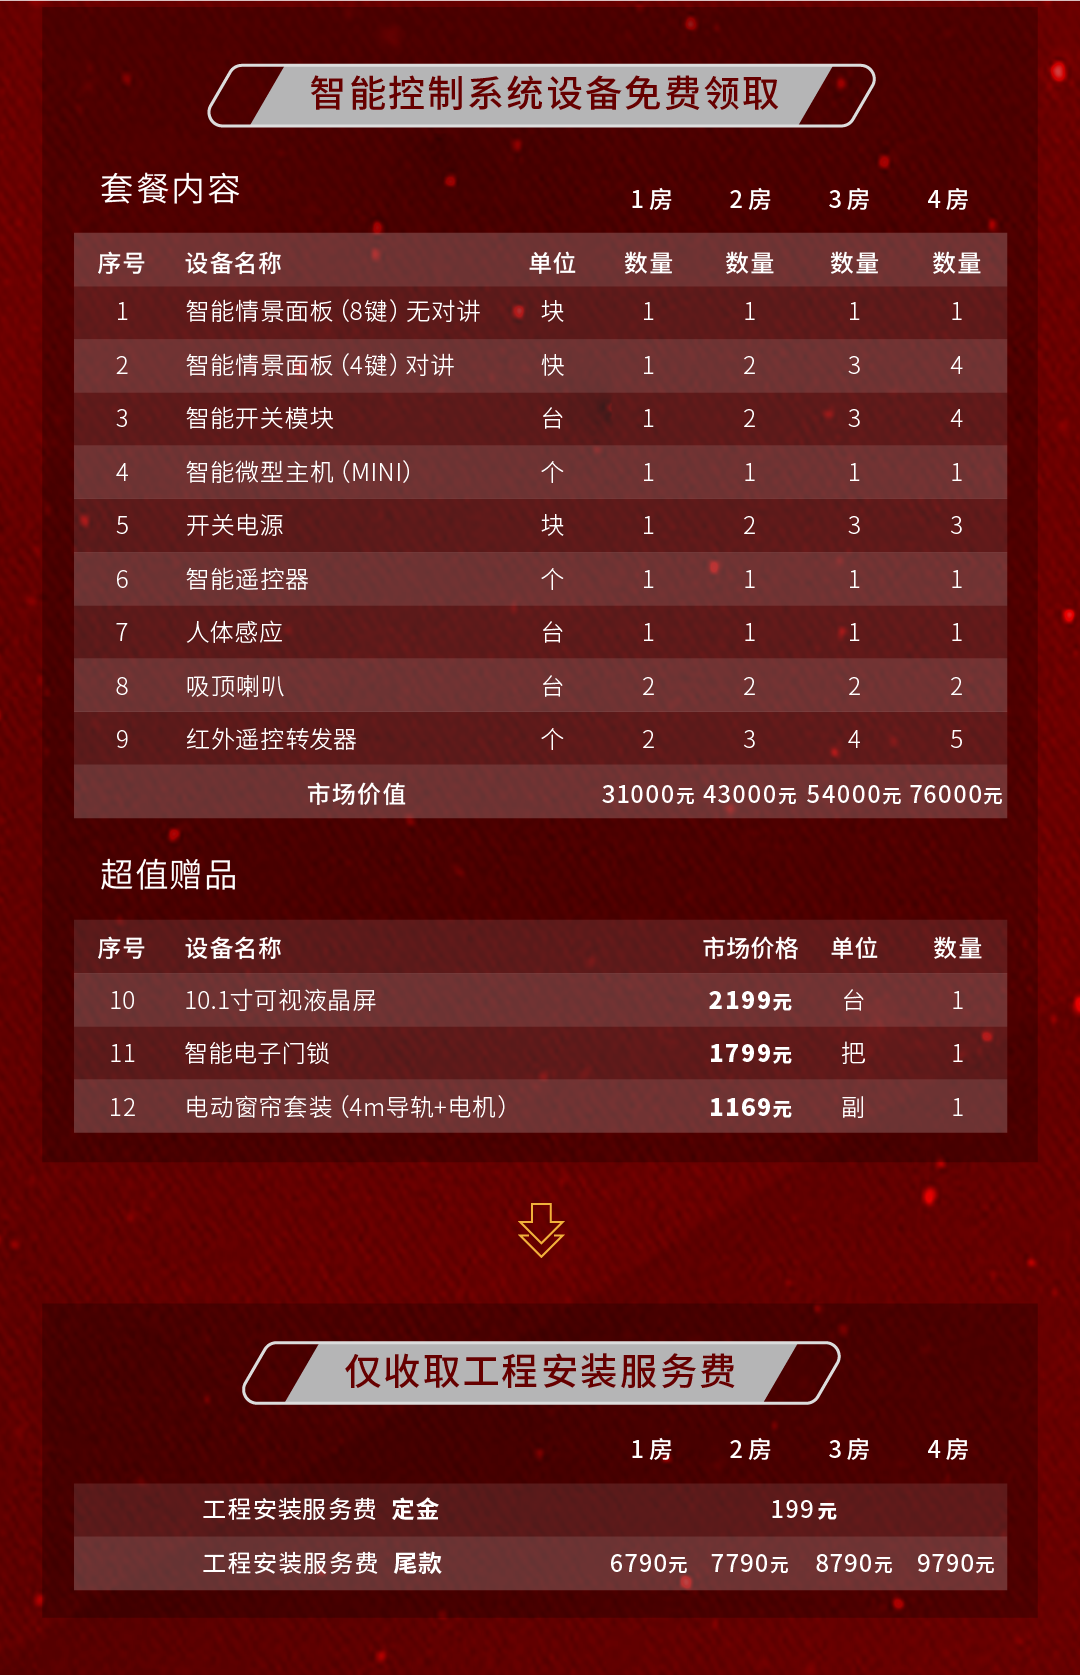 智能控制系统设备免费领取
套餐内容 1房 2房 3房 4房
序号 设备名称 单位 数量 数量 数量 数量
1 智能情景面板（8键）无对讲 块 1 1 1 1
2 智能情景面板（4键）对讲 快 1 2 3 4
3 智能开关模块 台 1 2 3 4
4 智能微型主机（MINI） 个 1 1 1 1
5 开关电源 块 1 2 3 3
6 智能遥控器 个 1 1 1 1
7 人体感应 台 1 1 1 1
8 吸顶喇叭 台 2 2 2 2
9 红外遥控转发器 个 2 3 4 5
市场价值 31000元 43000元 54000元 76000元
超值赠品
序号 设备名称 市场价格 单位 数量
10 10.1寸可视液晶屏 2199元 台 1
11 智能电子门锁 1799元 把 1
12 电动窗帘套装（4m导轨+电机） 1169元 副 1
仅收取工程安装服务费
1房 2房 3房 4房
工程安装服务费 定金 199元
工程安装服务费 尾款 6790元 7790元 8790元 9790元